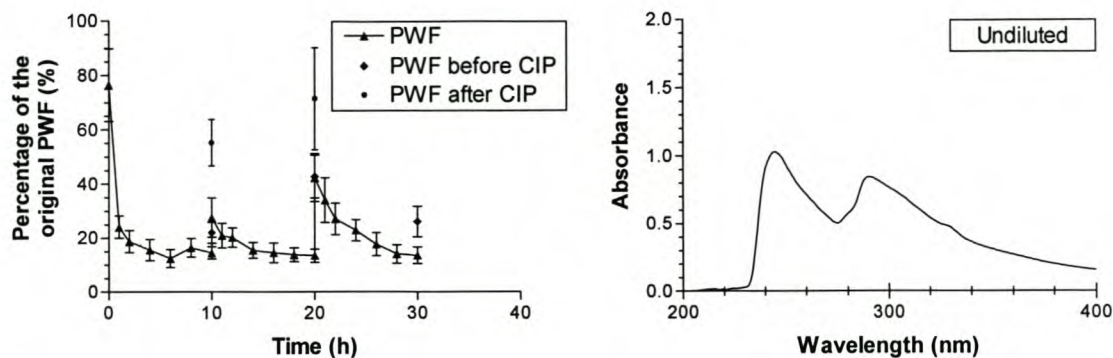 Percentage of the
original PWF (%)
100
80
60
40
20
0
0 10 20 30 40
Time (h)
PWF
PWF before CIP
PWF after CIP
Absorbance
2.0
1.5
1.0
0.5
0.0
200 300 400
Wavelength (nm)
Undiluted